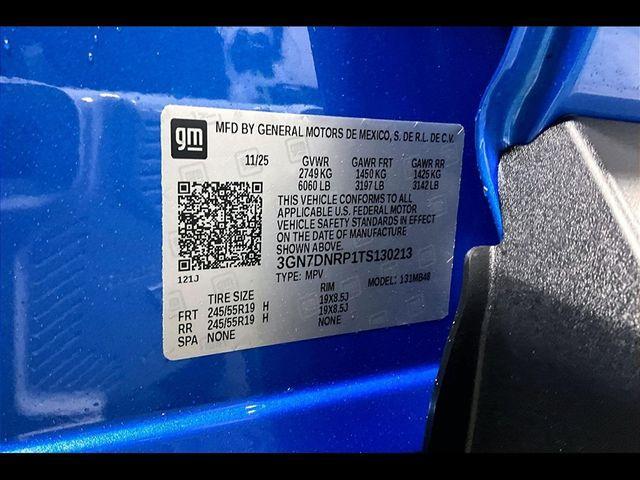 gm MFD BY GENERAL MOTORS DE MEXICO, S. DE R.L. DE C.V.
11/25 GVWR GAWR FRT GAWR RR
2749 KG 1450 KG 1425 KG
6060 LB 3197 LB 3142 LB
THIS VEHICLE CONFORMS TO ALL
APPLICABLE U.S. FEDERAL MOTOR
VEHICLE SAFETY STANDARDS IN EFFECT
ON THE DATE OF MANUFACTURE
SHOWN ABOVE.
3GN7DNRP1TS130213
121J TYPE: MPV MODEL: 131MB48
TIRE SIZE RIM
FRT 245/55R19 H 19X8.5J
RR 245/55R19 H 19X8.5J
SPA NONE NONE